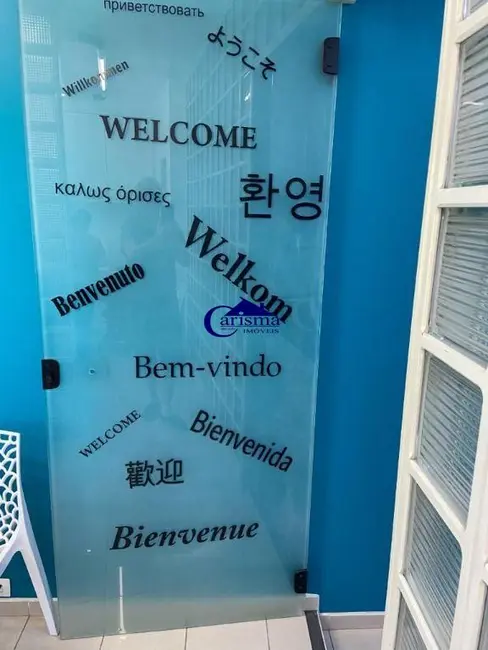 приветствовать
ようこそ
Willkommen
WELCOME
καλως όρισες
환영
Welkom
Benvenuto
Carisma
IMÓVEIS
Bem-vindo
WELCOME
Bienvenida
歡迎
Bienvenue